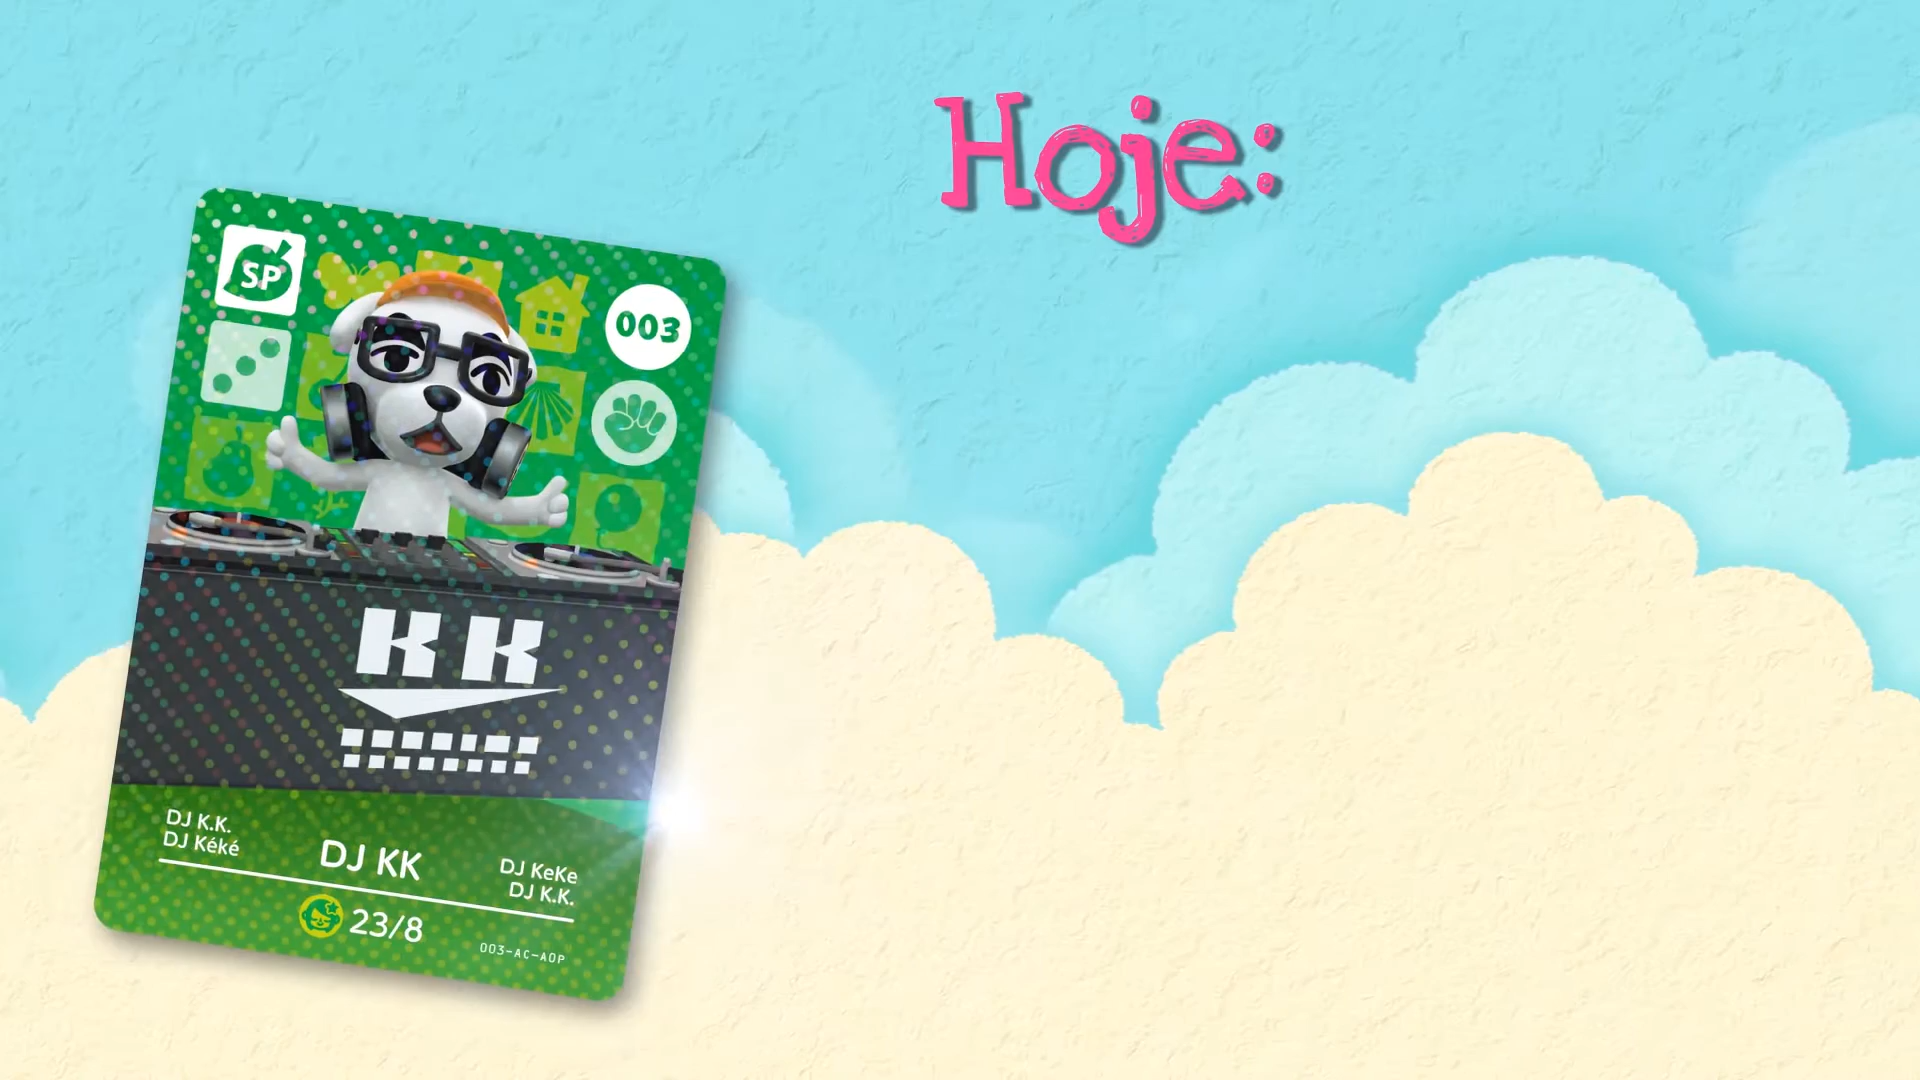 Hoje:
SP
003
KK
DJ K.K.
DJ Kéké
DJ KK
DJ KeKe
DJ K.K.
23/8
003-AC-AOP